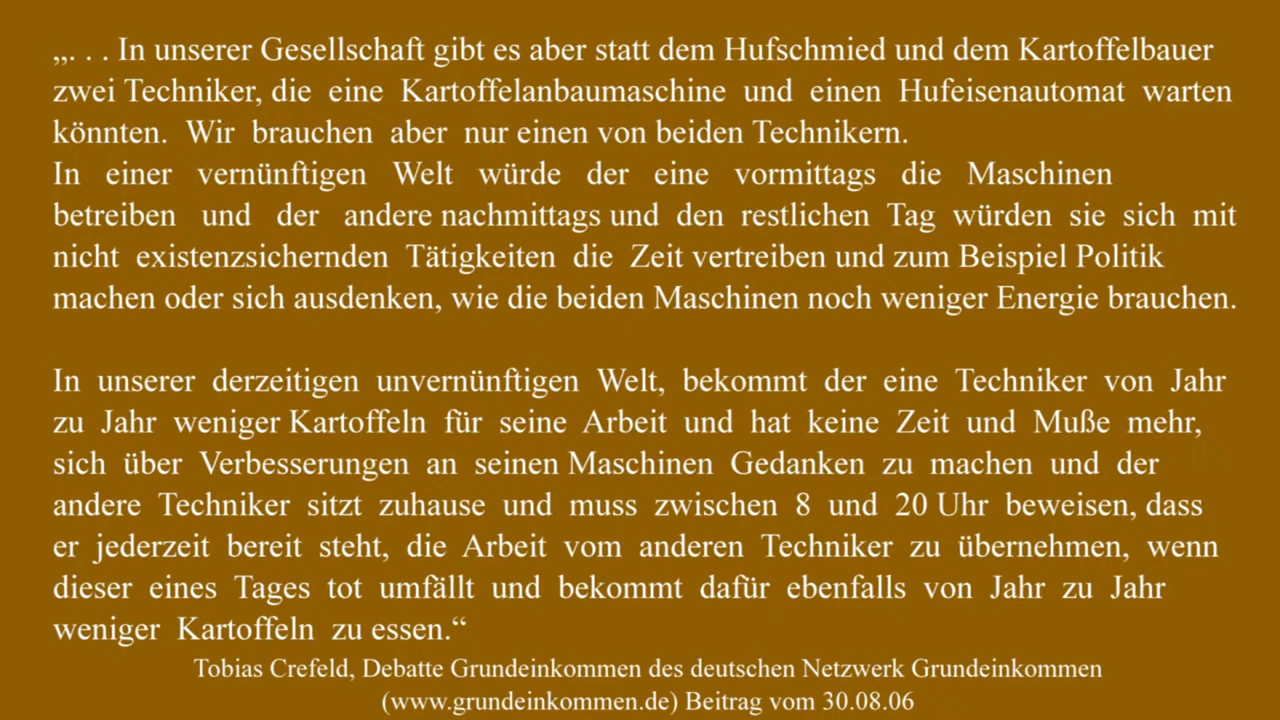 „. . . In unserer Gesellschaft gibt es aber statt dem Hufschmied und dem Kartoffelbauer
zwei Techniker, die eine Kartoffelanbaumaschine und einen Hufeisenautomat warten
könnten. Wir brauchen aber nur einen von beiden Technikern.
In einer vernünftigen Welt würde der eine vormittags die Maschinen
betreiben und der andere nachmittags und den restlichen Tag würden sie sich mit
nicht existenzsichernden Tätigkeiten die Zeit vertreiben und zum Beispiel Politik
machen oder sich ausdenken, wie die beiden Maschinen noch weniger Energie brauchen.
In unserer derzeitigen unvernünftigen Welt, bekommt der eine Techniker von Jahr
zu Jahr weniger Kartoffeln für seine Arbeit und hat keine Zeit und Muße mehr,
sich über Verbesserungen an seinen Maschinen Gedanken zu machen und der
andere Techniker sitzt zuhause und muss zwischen 8 und 20 Uhr beweisen, dass
er jederzeit bereit steht, die Arbeit vom anderen Techniker zu übernehmen, wenn
dieser eines Tages tot umfällt und bekommt dafür ebenfalls von Jahr zu Jahr
weniger Kartoffeln zu essen.“
Tobias Crefeld, Debatte Grundeinkommen des deutschen Netzwerk Grundeinkommen
(www.grundeinkommen.de) Beitrag vom 30.08.06